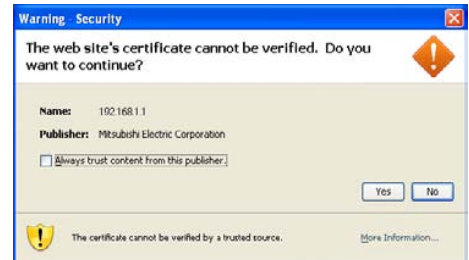 Warning - Security
The web site's certificate cannot be verified. Do you
want to continue?
Name: 192.168.1.1
Publisher: Mitsubishi Electric Corporation
Always trust content from this publisher.
Yes No
The certificate cannot be verified by a trusted source. More Information...